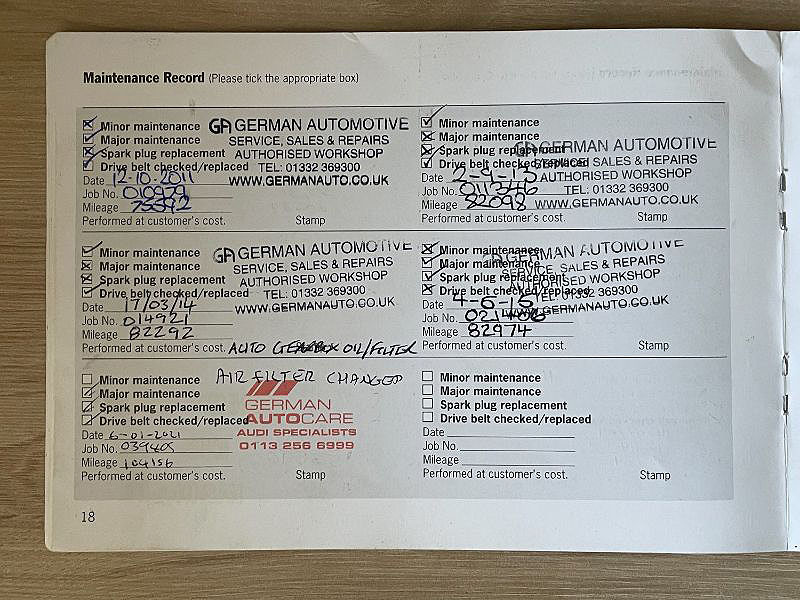 Maintenance Record (Please tick the appropriate box)
Minor maintenance
Major maintenance
Spark plug replacement
Drive belt checked/replaced
Date 12-10-2011
Job No. 010979
Mileage 75592
Performed at customer's cost. Stamp
GA GERMAN AUTOMOTIVE
SERVICE, SALES & REPAIRS
AUTHORISED WORKSHOP
TEL: 01332 369300
WWW.GERMANAUTO.CO.UK
Minor maintenance
Major maintenance
Spark plug replacement
Drive belt checked/replaced
Date 2-9-13
Job No. 011346
Mileage 82098
Performed at customer's cost. Stamp
GA GERMAN AUTOMOTIVE
SERVICE, SALES & REPAIRS
AUTHORISED WORKSHOP
TEL: 01332 369300
WWW.GERMANAUTO.CO.UK
Minor maintenance
Major maintenance
Spark plug replacement
Drive belt checked/replaced
Date 17/03/14
Job No. 014921
Mileage 82292
Performed at customer's cost. AUTO GEARBOX OIL/FILTER
GA GERMAN AUTOMOTIVE
SERVICE, SALES & REPAIRS
AUTHORISED WORKSHOP
TEL: 01332 369300
WWW.GERMANAUTO.CO.UK
Minor maintenance
Major maintenance
Spark plug replacement
Drive belt checked/replaced
Date 4-6-15
Job No.
Mileage 82974
Performed at customer's cost. Stamp
GA GERMAN AUTOMOTIVE
SERVICE, SALES & REPAIRS
AUTHORISED WORKSHOP
TEL: 01332 369300
WWW.GERMANAUTO.CO.UK
AIR FILTER CHANGED
Minor maintenance
Major maintenance
Spark plug replacement
Drive belt checked/replaced
Date 6-01-2021
Job No. 039405
Mileage 104156
Performed at customer's cost. Stamp
GERMAN
AUTOCARE
AUDI SPECIALISTS
0113 256 6999
Minor maintenance
Major maintenance
Spark plug replacement
Drive belt checked/replaced
Date
Job No.
Mileage
Performed at customer's cost. Stamp
18